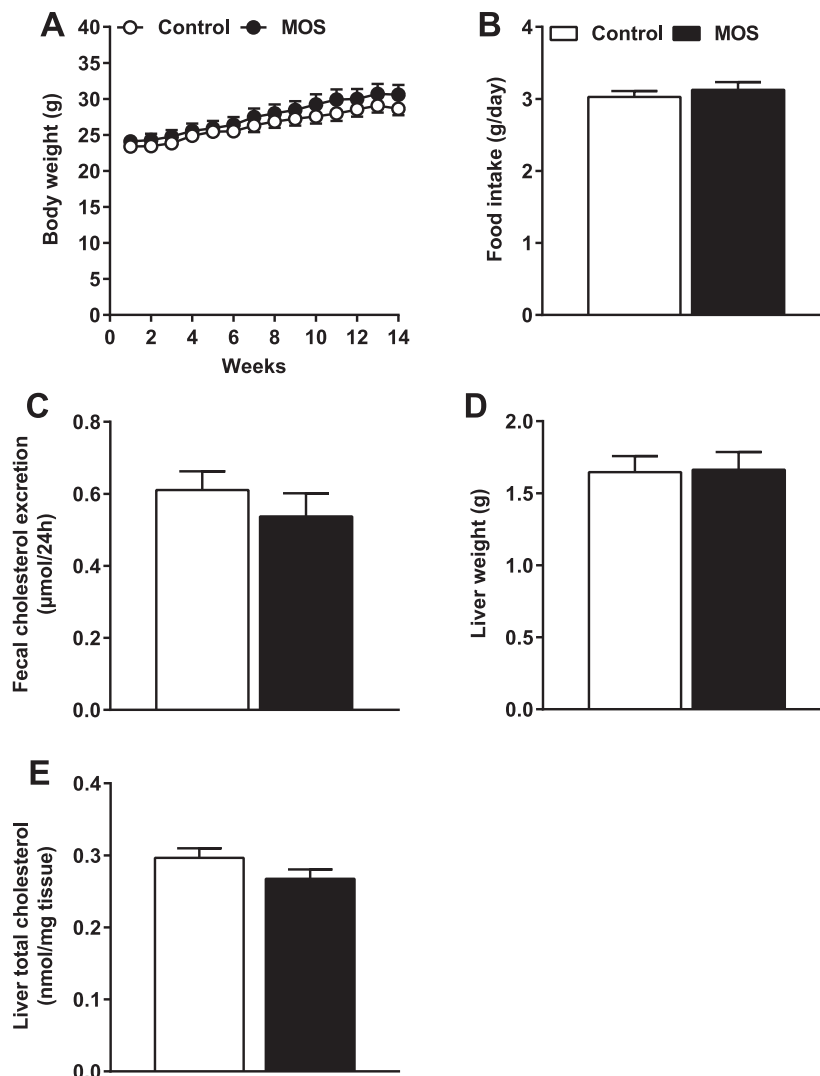 A
Control
MOS
40
35
30
25
20
15
10
5
0
Body weight (g)
0 2 4 6 8 10 12 14
Weeks
B
Control
MOS
4
3
2
1
0
Food intake (g/day)
C
0.8
0.6
0.4
0.2
0.0
Fecal cholesterol excretion
(µmol/24h)
D
2.0
1.5
1.0
0.5
0.0
Liver weight (g)
E
0.4
0.3
0.2
0.1
0.0
Liver total cholesterol
(nmol/mg tissue)